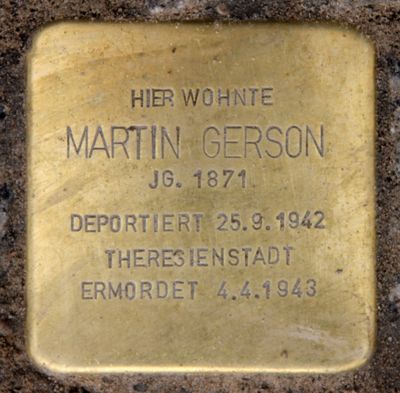 HIER WOHNTE
MARTIN GERSON
JG. 1871
DEPORTIERT 25.9.1942
THERESIENSTADT
ERMORDET 4.4.1943